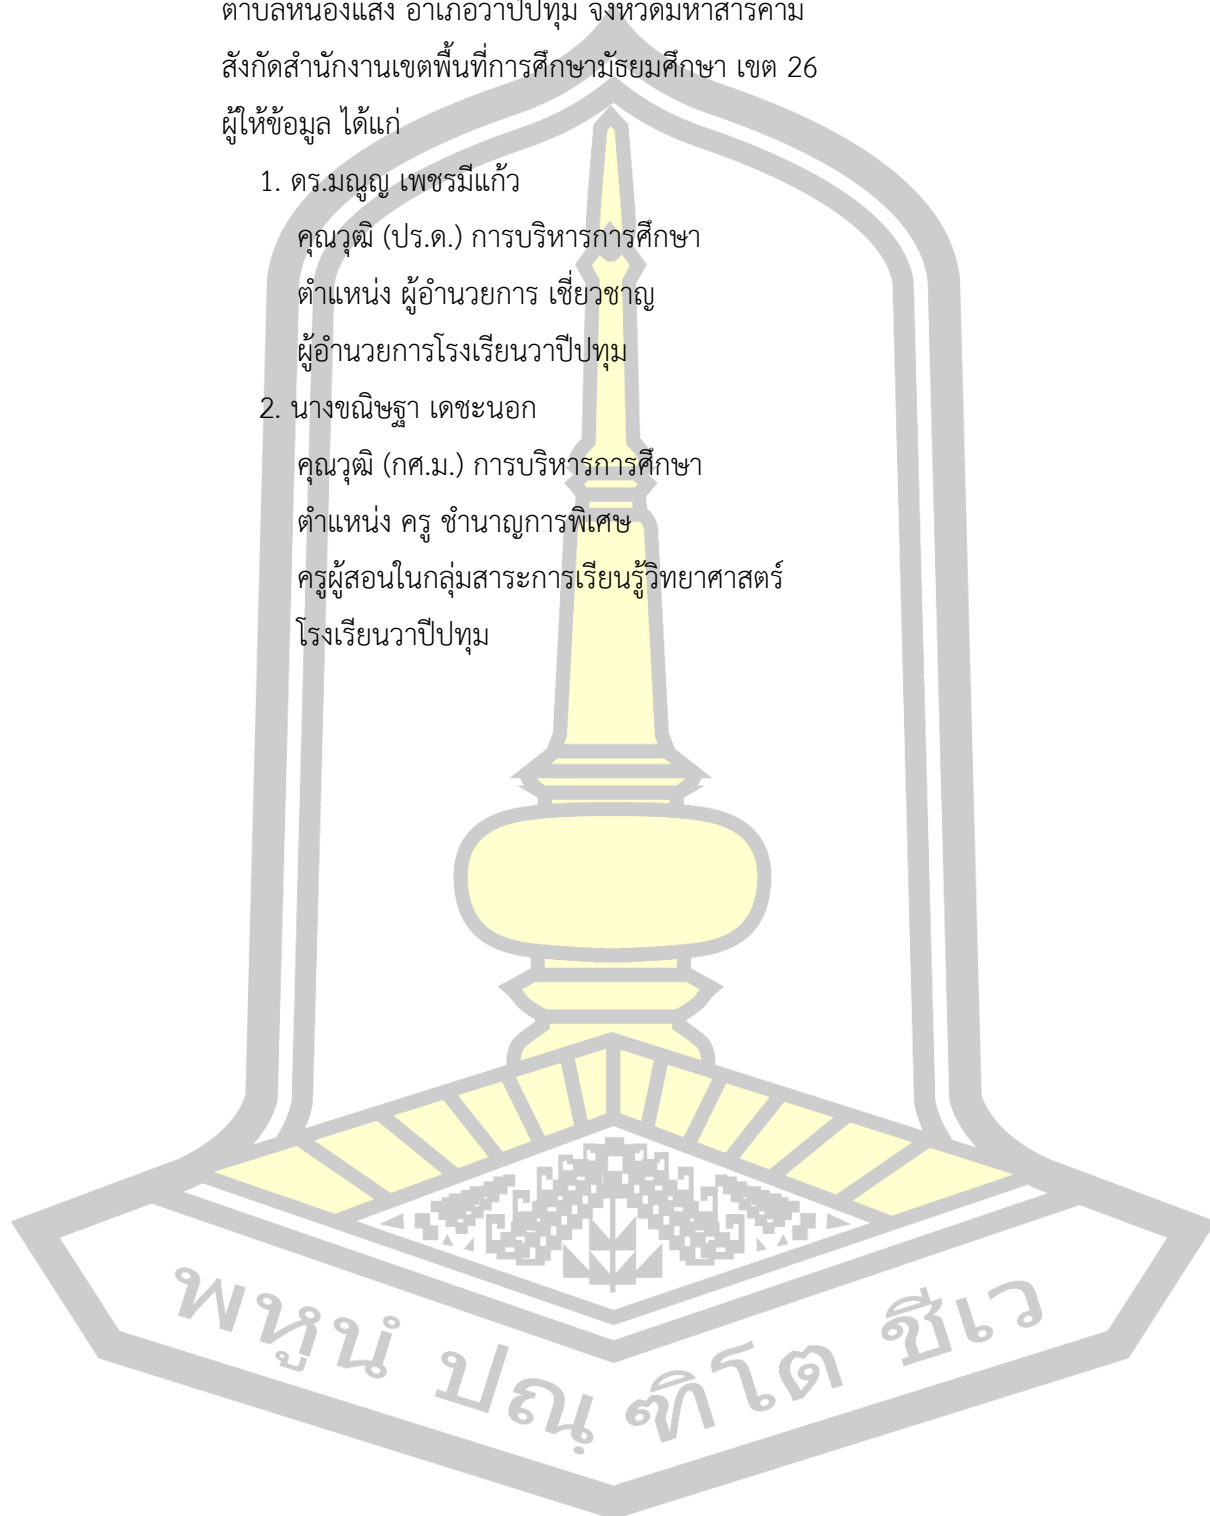 ตำบลหนองแสง อำเภอวาปีปทุม จังหวัดมหาสารคาม
สังกัดสำนักงานเขตพื้นที่การศึกษามัธยมศึกษา เขต 26
ผู้ให้ข้อมูล ได้แก่
1. ดร.มณูญ เพชรมีแก้ว
คุณวุฒิ (ปร.ด.) การบริหารการศึกษา
ตำแหน่ง ผู้อำนวยการ เชี่ยวชาญ
ผู้อำนวยการโรงเรียนวาปีปทุม
2. นางขณิษฐา เดชะนอก
คุณวุฒิ (กศ.ม.) การบริหารการศึกษา
ตำแหน่ง ครู ชำนาญการพิเศษ
ครูผู้สอนในกลุ่มสาระการเรียนรู้วิทยาศาสตร์
โรงเรียนวาปีปทุม
พหูนํ ปณฺฑิโต ชีเว